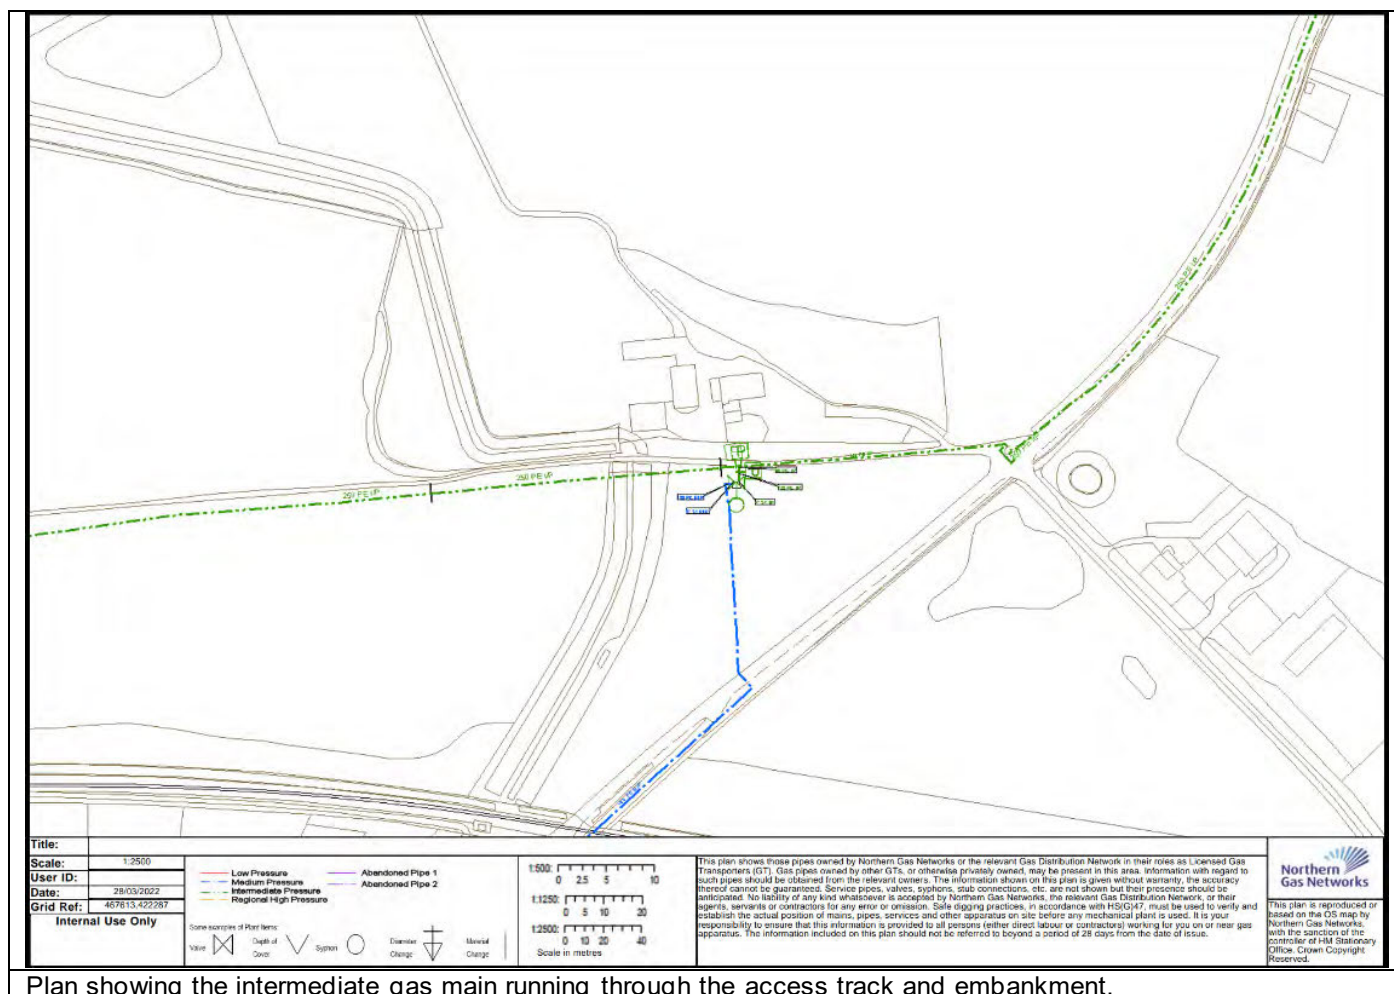 250 PE I/P
250 PE I/P
250 PE I/P
Title:
Scale: 1:2500
User ID:
Date: 28/03/2022
Grid Ref: 467613,422287
Internal Use Only
Low Pressure
Medium Pressure
Intermediate Pressure
Regional High Pressure
Abandoned Pipe 1
Abandoned Pipe 2
Some examples of Plant Items:
Valve
Depth of Cover
Syphon
Diameter Change
Material Change
1:500:
0 2.5 5 10
1:1250:
0 5 10 20
1:2500:
0 10 20 40
Scale in metres
This plan shows those pipes owned by Northern Gas Networks or the relevant Gas Distribution Network in their roles as Licensed Gas
Transporters (GT). Gas pipes owned by other GTs, or otherwise privately owned, may be present in this area. Information with regard to
such pipes should be obtained from the relevant owners. The information shown on this plan is given without warranty, the accuracy
thereof cannot be guaranteed. Service pipes, valves, syphons, stub connections, etc. are not shown but their presence should be
anticipated. No liability of any kind whatsoever is accepted by Northern Gas Networks, the relevant Gas Distribution Network, or their
agents, servants or contractors for any error or omission. Safe digging practices, in accordance with HS(G)47, must be used to verify and
establish the actual position of mains, pipes, services and other apparatus on site before any mechanical plant is used. It is your
responsibility to ensure that this information is provided to all persons (either direct labour or contractors) working for you on or near gas
apparatus. The information included on this plan should not be referred to beyond a period of 28 days from the date of issue.
Northern
Gas Networks
This plan is reproduced or
based on the OS map by
Northern Gas Networks,
with the sanction of the
controller of HM Stationary
Office. Crown Copyright
Reserved.
Plan showing the intermediate gas main running through the access track and embankment.